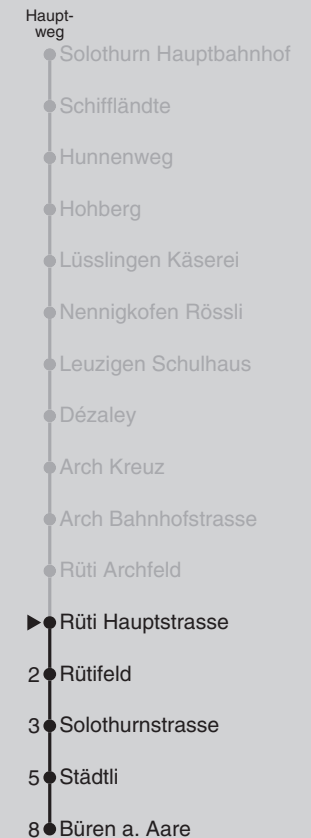 Haupt-
weg
Solothurn Hauptbahnhof
Schiffländte
Hunnenweg
Hohberg
Lüsslingen Käserei
Nennigkofen Rössli
Leuzigen Schulhaus
Dézaley
Arch Kreuz
Arch Bahnhofstrasse
Rüti Archfeld
Rüti Hauptstrasse
2 Rütifeld
3 Solothurnstrasse
5 Städtli
8 Büren a. Aare